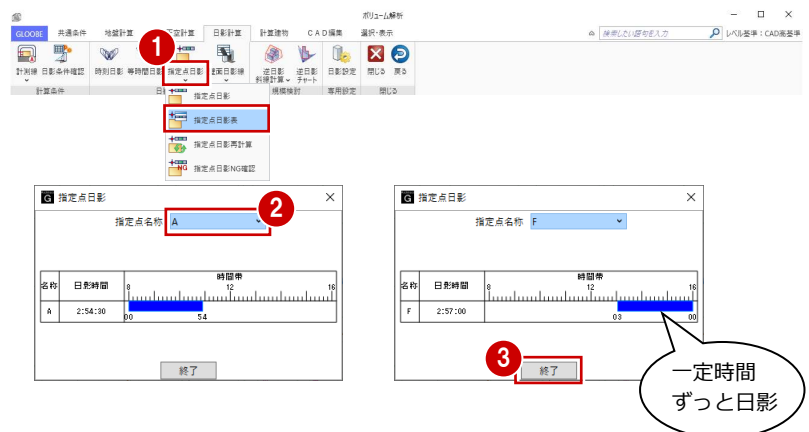 ボリューム解析
GLOOBE 共通条件 地盤計算 天空計算 日影計算 計算建物 CAD編集 選択・表示 検索したい語句を入力 レベル基準：CAD高基準
計測線 日影条件確認 時刻日影 等時間日影 指定点日影 壁面日影線 逆日影斜線計算 逆日影チャート 日影設定 閉じる 戻る
計算条件 日 規模検討 専用設定 閉じる
1
指定点日影
指定点日影表
指定点日影再計算
NG 指定点日影NG確認
G 指定点日影
指定点名称 A
2
名称 日影時間 時間帯
8 12 16
A 2:54:30
00 54
終了
G 指定点日影
指定点名称 F
名称 日影時間 時間帯
8 12 16
F 2:57:00
03 00
3
終了
一定時間
ずっと日影